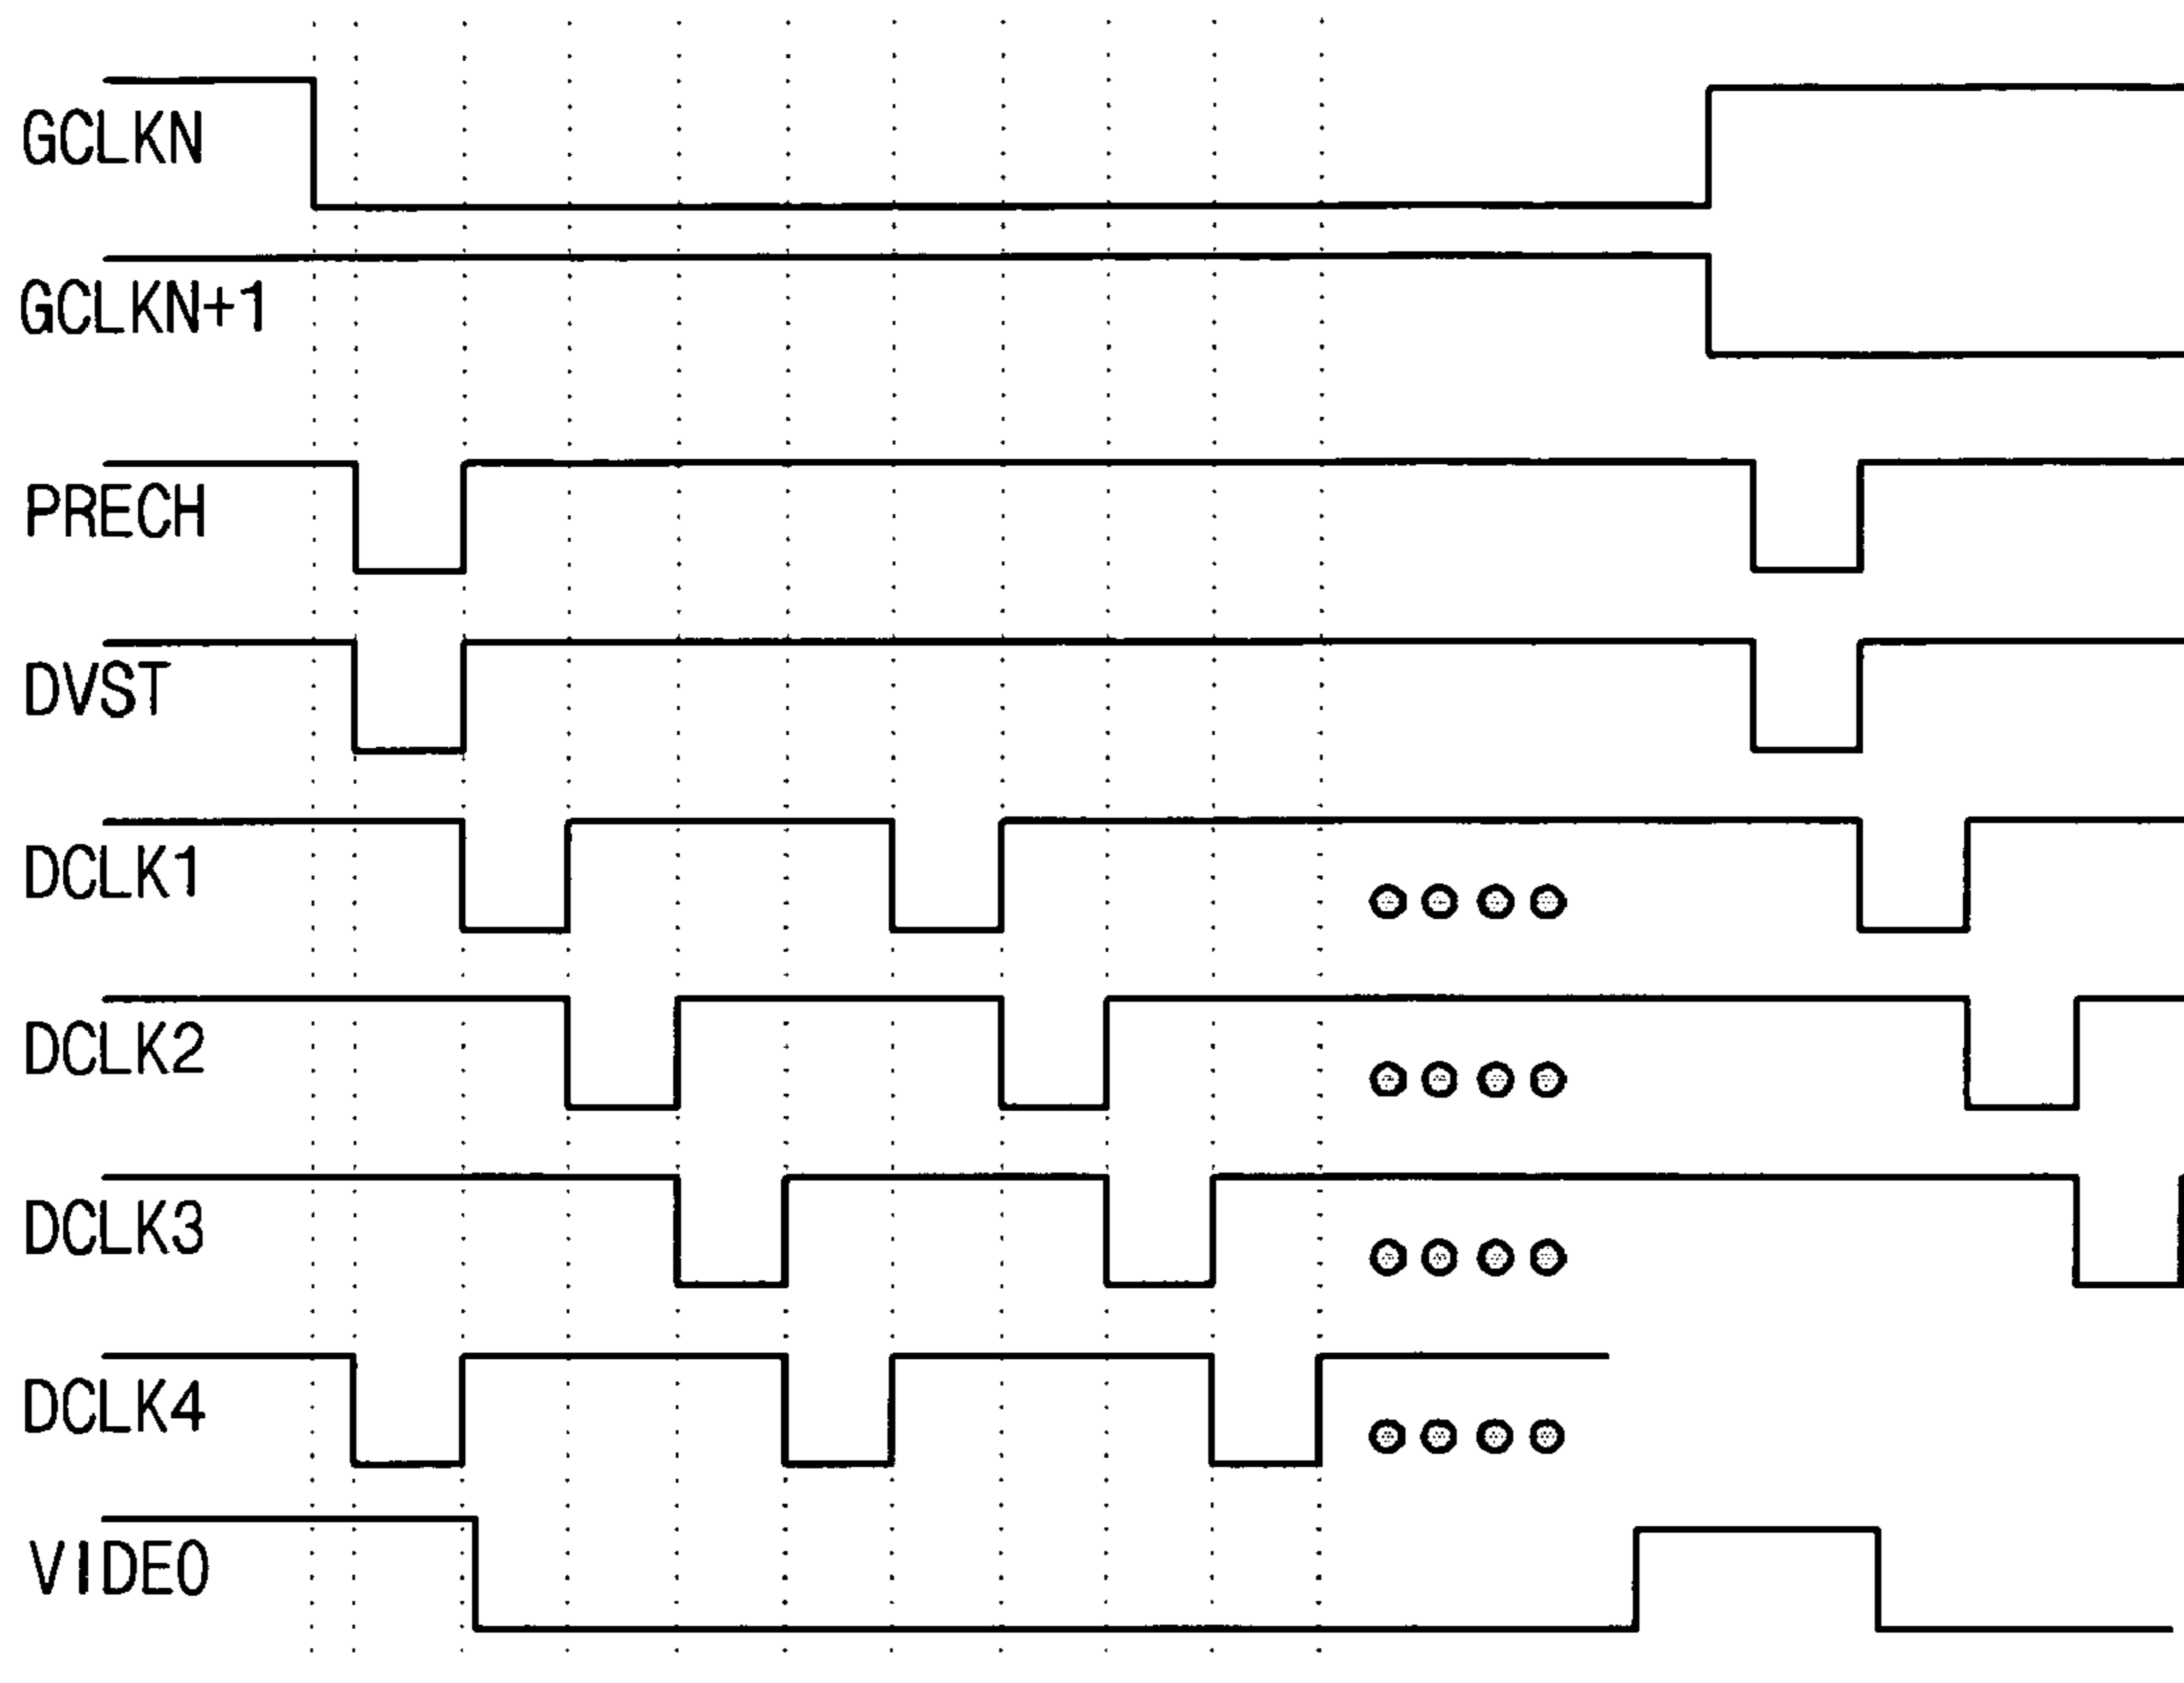 GCLKN
GCLKN+1
PRECH
DVST
DCLK1
DCLK2
DCLK3
DCLK4
VIDEO